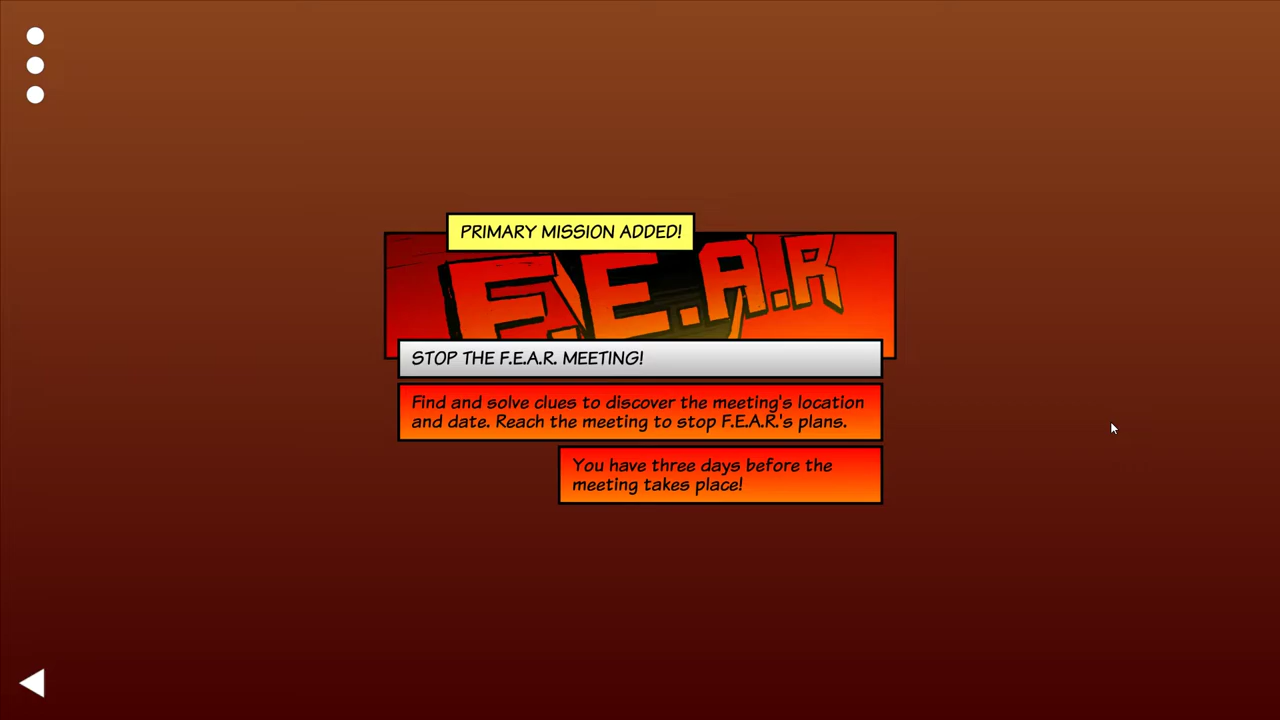 PRIMARY MISSION ADDED!
F.E.A.R
STOP THE F.E.A.R. MEETING!
Find and solve clues to discover the meeting's location
and date. Reach the meeting to stop F.E.A.R.'s plans.
You have three days before the
meeting takes place!